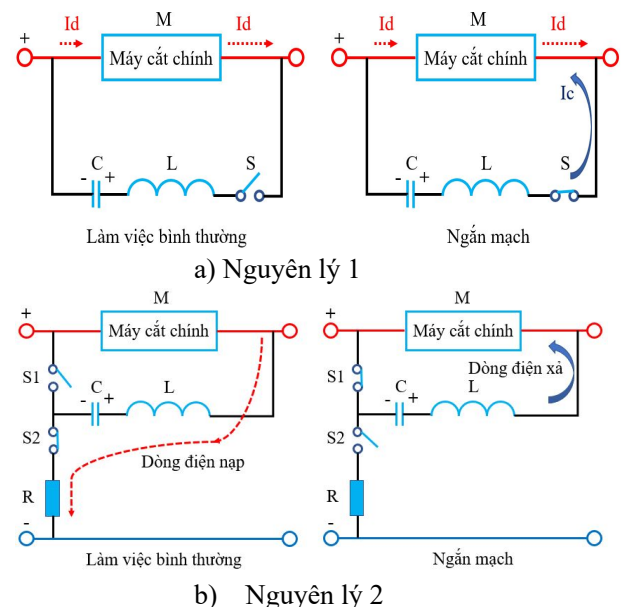 Id M Id
+ Máy cắt chính
C L S
- +
Làm việc bình thường
Id M Id
+ Máy cắt chính
Ic
C L S
- +
Ngắn mạch
a) Nguyên lý 1
M
+ Máy cắt chính
S1
C L
- +
S2
Dòng điện nạp
R
-
Làm việc bình thường
M
+ Máy cắt chính
Dòng điện xả
S1
C L
- +
S2
R
-
Ngắn mạch
b) Nguyên lý 2